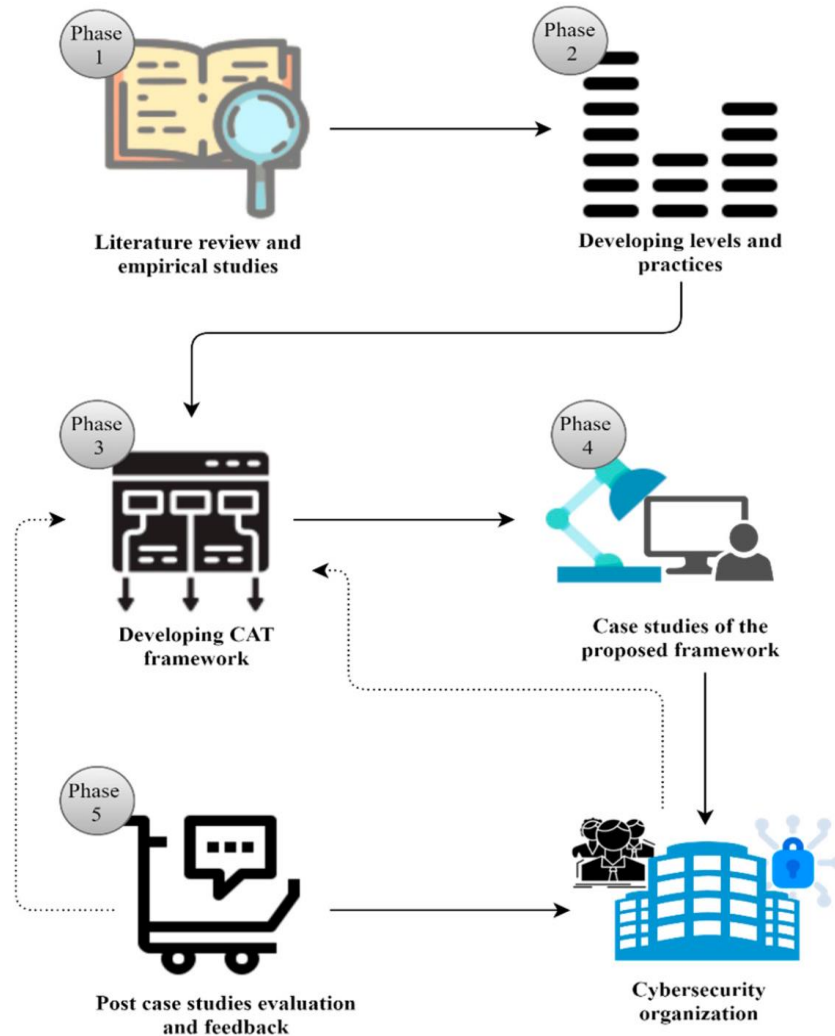 Phase
1
Literature review and
empirical studies
Phase
2
Developing levels and
practices
Phase
3
Developing CAT
framework
Phase
4
Case studies of the
proposed framework
Phase
5
Post case studies evaluation
and feedback
Cybersecurity
organization